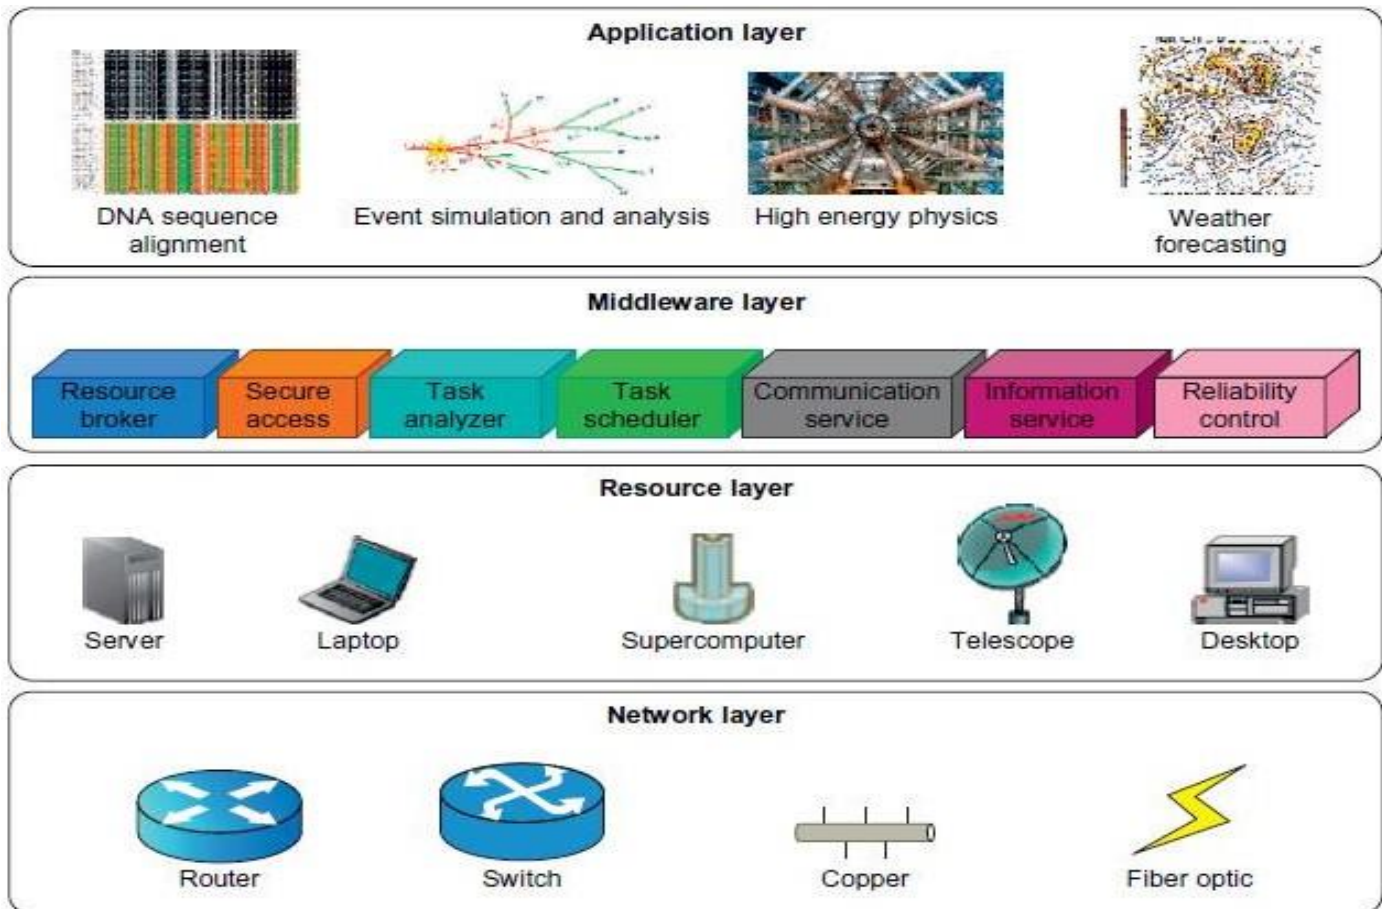 Application layer
DNA sequence
alignment
Event simulation and analysis
High energy physics
Weather
forecasting
Middleware layer
Resource
broker
Secure
access
Task
analyzer
Task
scheduler
Communication
service
Information
service
Reliability
control
Resource layer
Server
Laptop
Supercomputer
Telescope
Desktop
Network layer
Router
Switch
Copper
Fiber optic